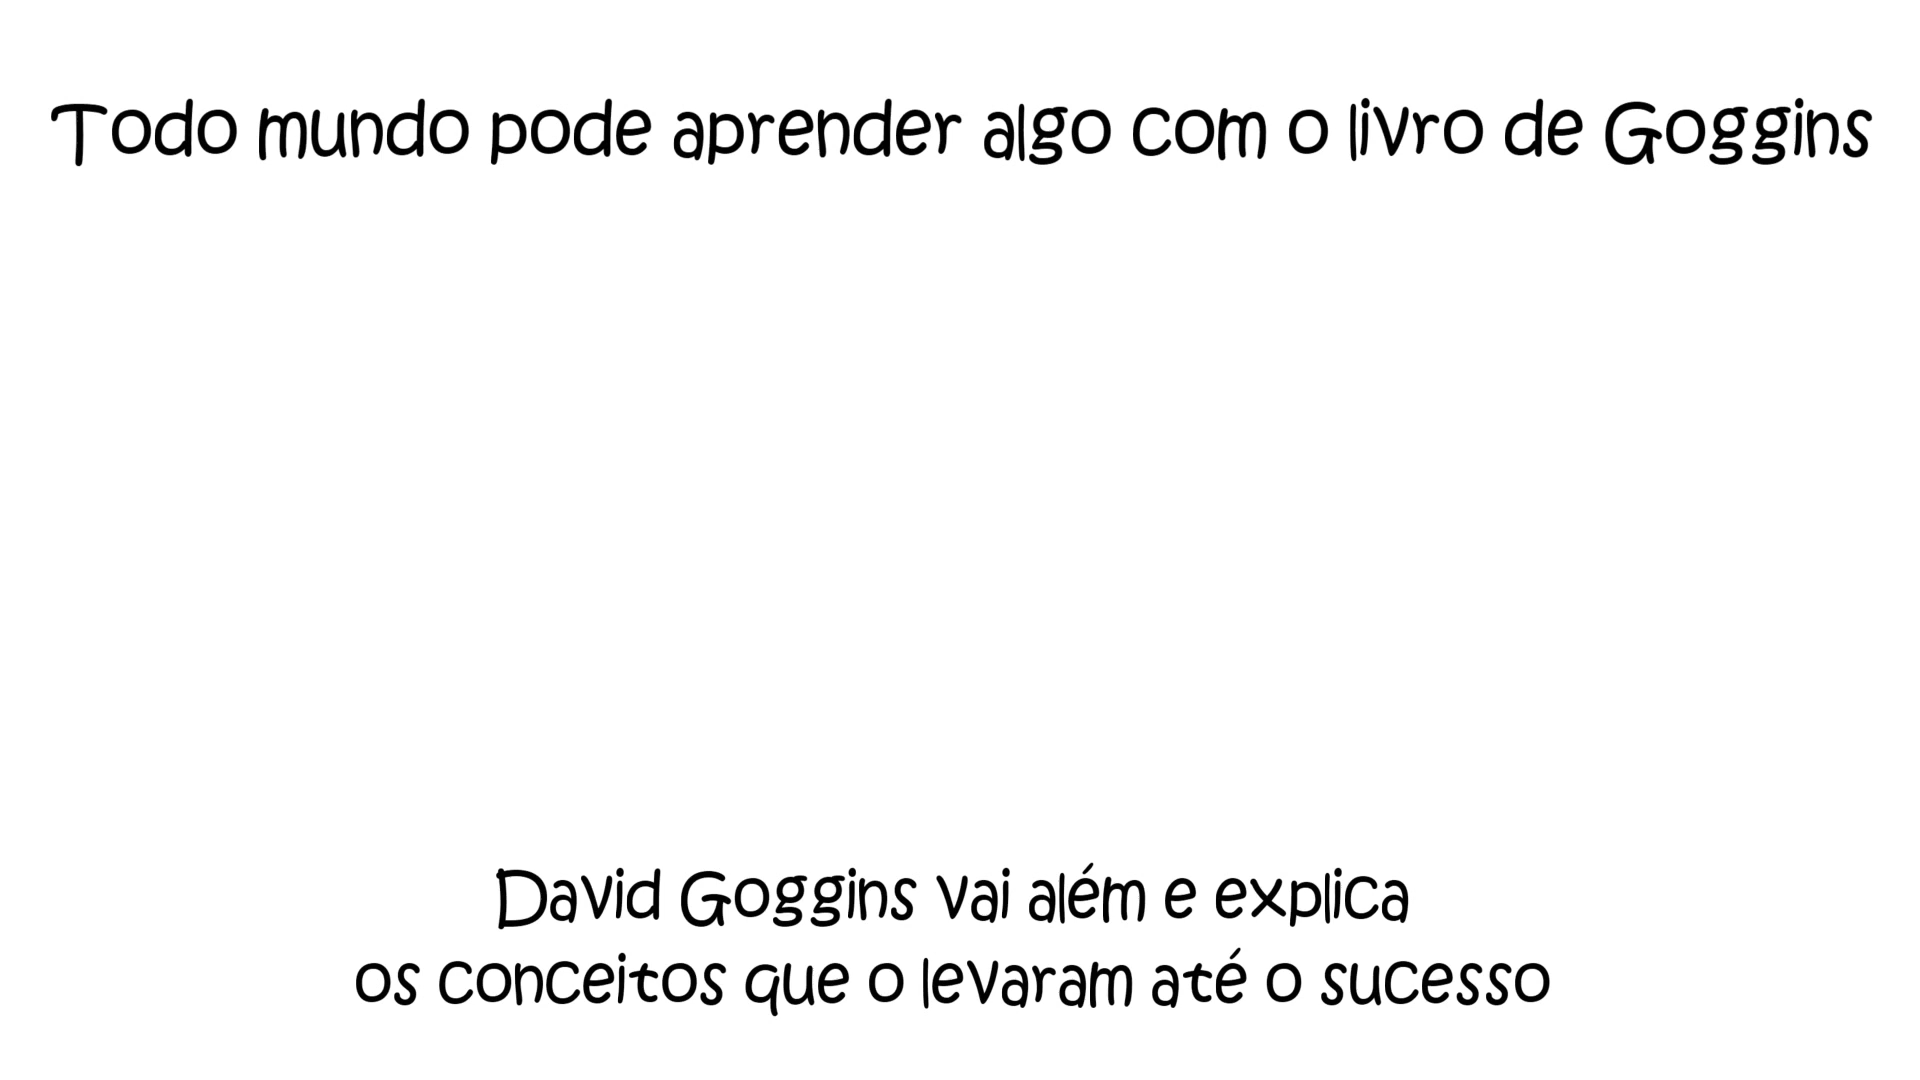 Todo mundo pode aprender algo com o livro de Goggins
David Goggins vai além e explica
os conceitos que o levaram até o sucesso